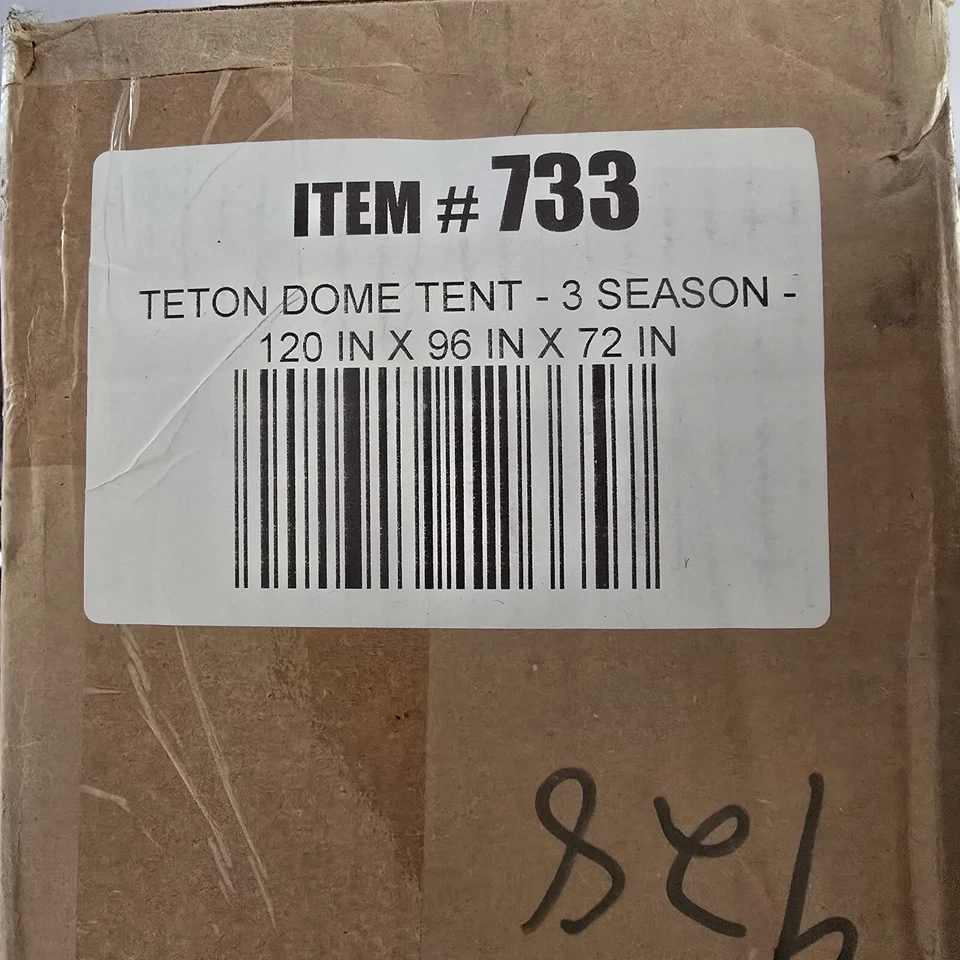 ITEM # 733
TETON DOME TENT - 3 SEASON -
120 IN X 96 IN X 72 IN